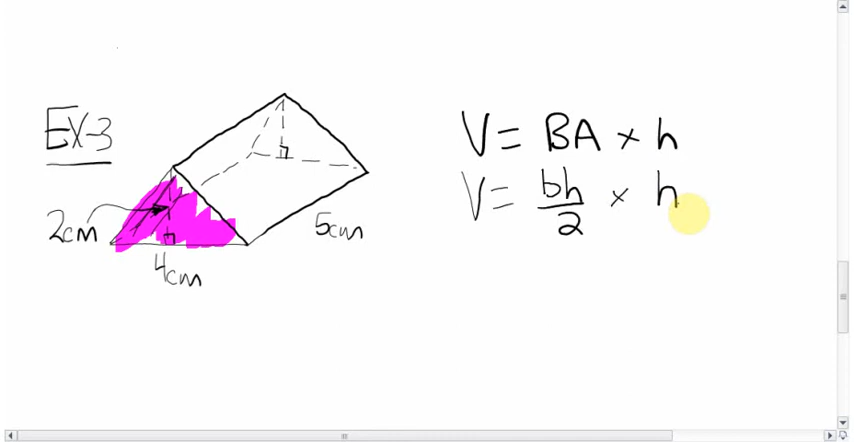 EX-3
2cm
4cm
5cm
V = BA × h
V = bh/2 × h